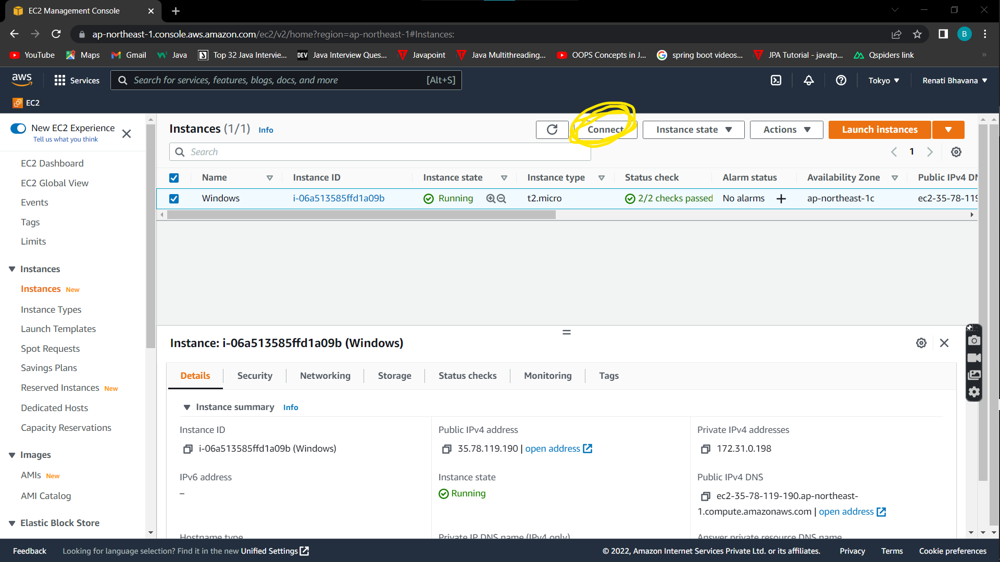 EC2 Management Console
ap-northeast-1.console.aws.amazon.com/ec2/v2/home?region=ap-northeast-1#Instances:
B
YouTube Maps Gmail Java Top 32 Java Intervie... DEV Java Interview Ques... Javapoint Java Multithreading... OOPS Concepts in J... spring boot videos... JPA Tutorial - javatp... Qspiders link
aws Services Search for services, features, blogs, docs, and more [Alt+S] Tokyo Renati Bhavana
EC2
New EC2 Experience
Tell us what you think
EC2 Dashboard
EC2 Global View
Events
Tags
Limits
Instances
Instances New
Instance Types
Launch Templates
Spot Requests
Savings Plans
Reserved Instances New
Dedicated Hosts
Capacity Reservations
Images
AMIs New
AMI Catalog
Elastic Block Store
Instances (1/1) Info Connect Instance state Actions Launch instances
Search 1
Name Instance ID Instance state Instance type Status check Alarm status Availability Zone Public IPv4 DN
Windows i-06a513585ffd1a09b Running t2.micro 2/2 checks passed No alarms ap-northeast-1c ec2-35-78-119
Instance: i-06a513585ffd1a09b (Windows)
Details Security Networking Storage Status checks Monitoring Tags
Instance summary Info
Instance ID
i-06a513585ffd1a09b (Windows)
Public IPv4 address
35.78.119.190 | open address
Private IPv4 addresses
172.31.0.198
IPv6 address
–
Instance state
Running
Public IPv4 DNS
ec2-35-78-119-190.ap-northeast-
1.compute.amazonaws.com | open address
Hostname type
Private IP DNS name (IPv4 only)
Answer private resource DNS name
Feedback Looking for language selection? Find it in the new Unified Settings © 2022, Amazon Internet Services Private Ltd. or its affiliates. Privacy Terms Cookie preferences